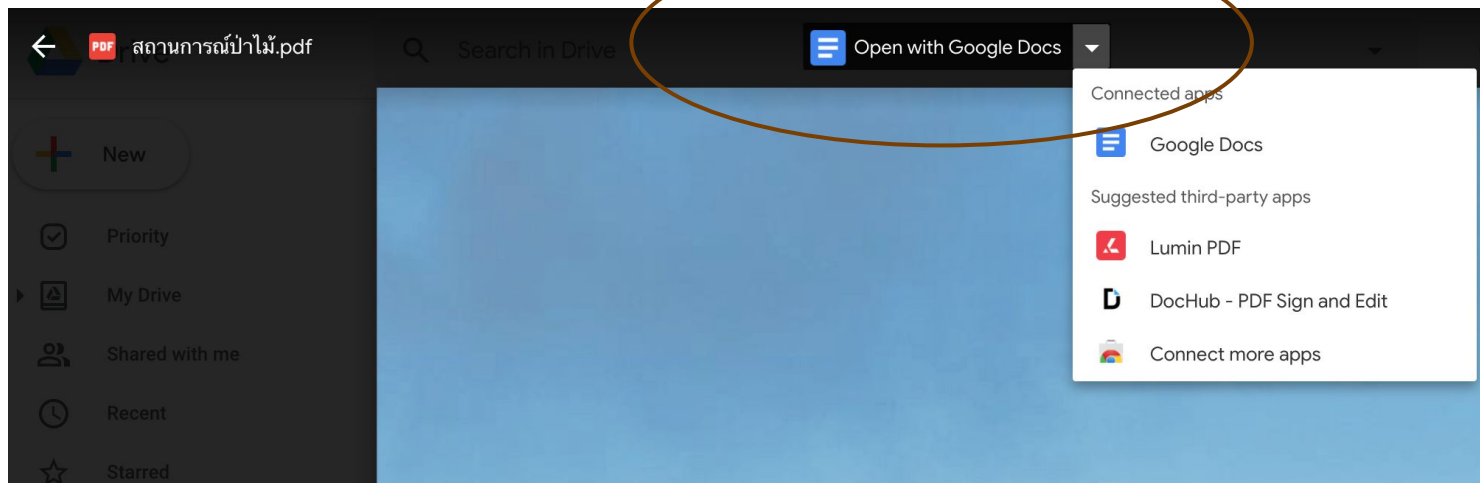 PDF สถานการณ์ป่าไม้.pdf
Drive
Search in Drive
Open with Google Docs
Connected apps
Google Docs
Suggested third-party apps
Lumin PDF
DocHub - PDF Sign and Edit
Connect more apps
New
Priority
My Drive
Shared with me
Recent
Starred